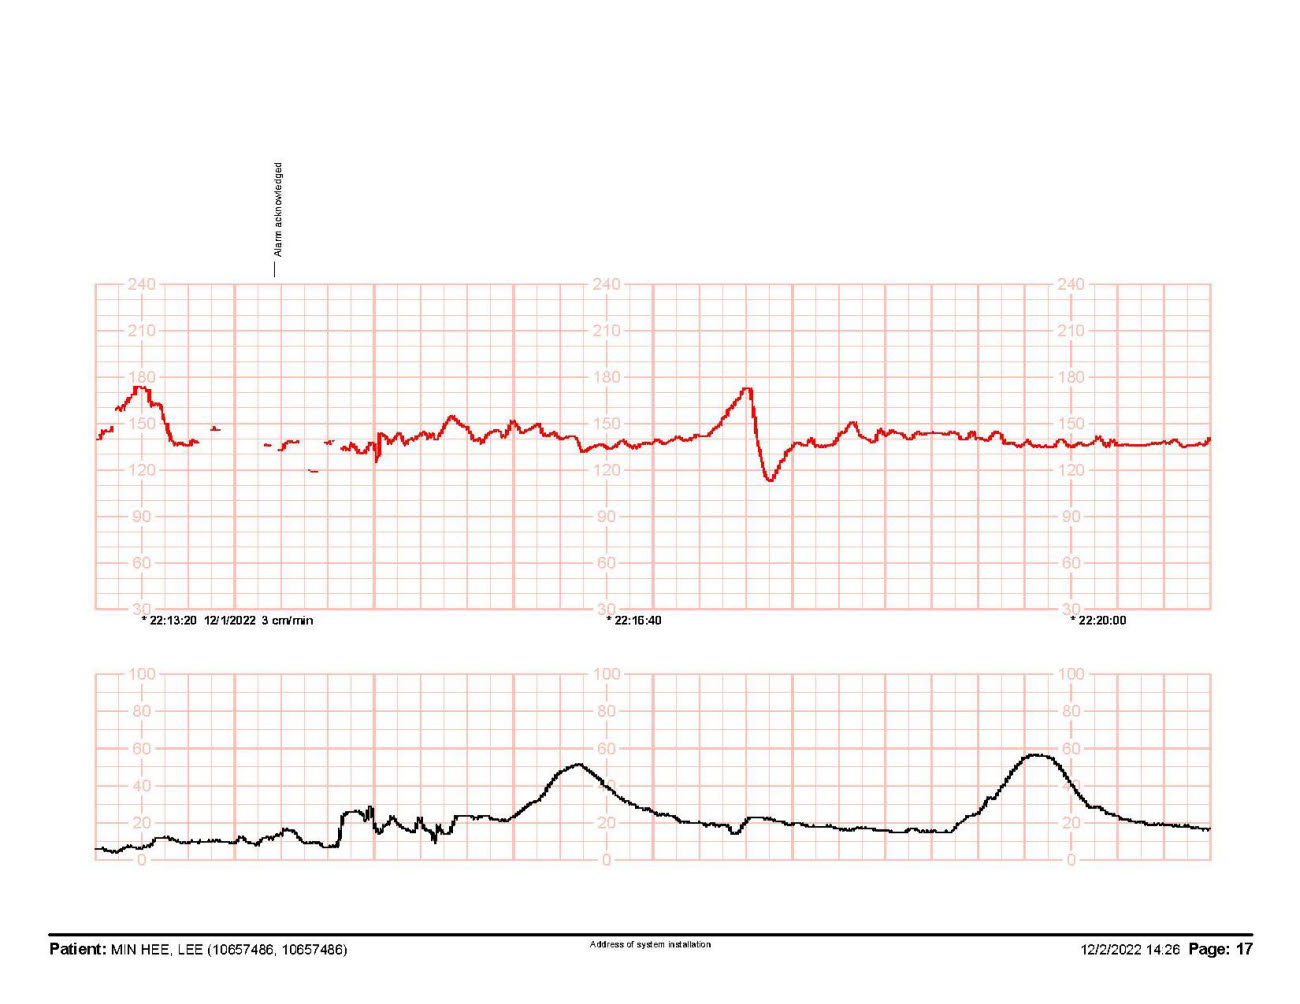 Alarm acknowledged
240 240 240
210 210 210
180 180 180
150 150 150
120 120 120
90 90 90
60 60 60
30 30 30
* 22:13:20 12/1/2022 3 cm/min * 22:16:40 * 22:20:00
100 100 100
80 80 80
60 60 60
40 40 40
20 20 20
0 0 0
Patient: MIN HEE, LEE (10657486, 10657486) Address of system installation 12/2/2022 14:26 Page: 17